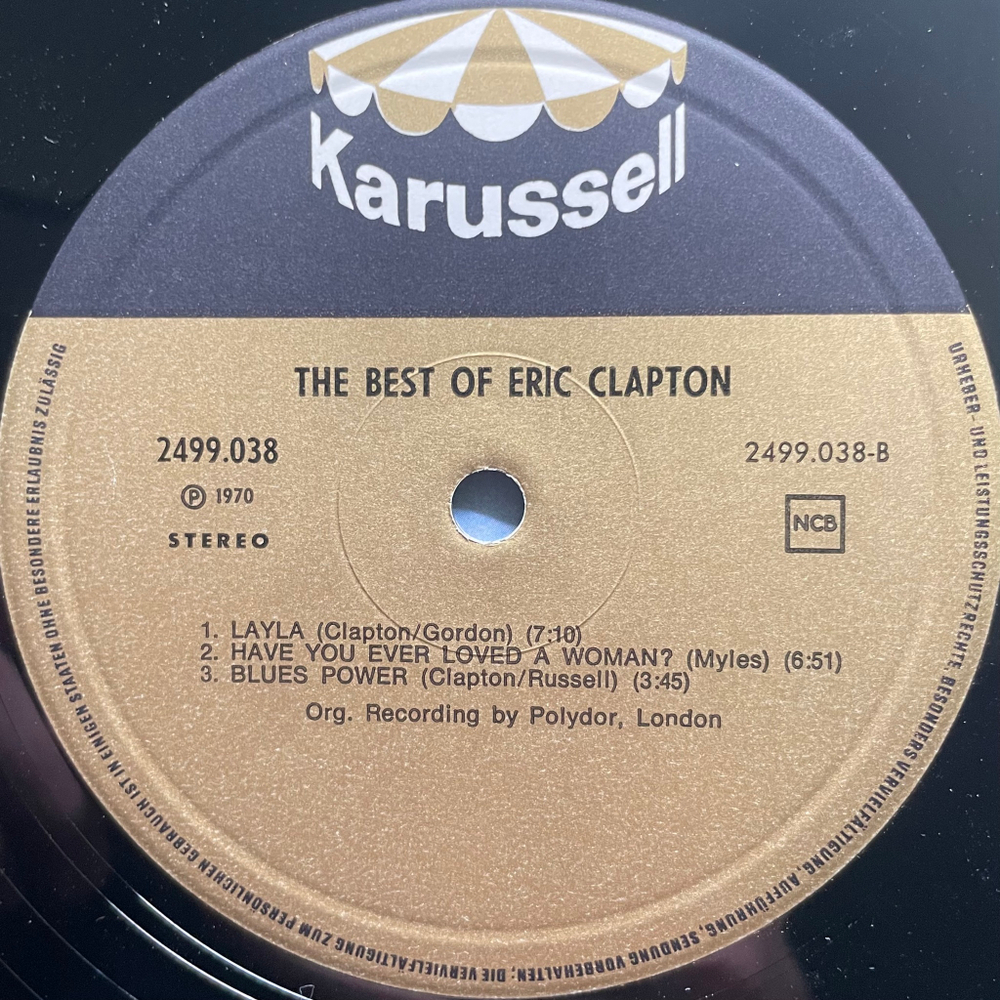 Karussell
THE BEST OF ERIC CLAPTON
2499.038
2499.038-B
Ⓟ 1970
NCB
STEREO
1. LAYLA (Clapton/Gordon) (7:10)
2. HAVE YOU EVER LOVED A WOMAN? (Myles) (6:51)
3. BLUES POWER (Clapton/Russell) (3:45)
Org. Recording by Polydor, London
URHEBER- UND LEISTUNGSSCHUTZRECHTE, BESONDERS VERVIELFÄLTIGUNG, AUFFÜHRUNG, SENDUNG VORBEHALTEN; DIE VERVIELFÄLTIGUNG ZUM PERSÖNLICHEN GEBRAUCH IST IN EINIGEN STAATEN OHNE BESONDERE ERLAUBNIS ZULÄSSIG